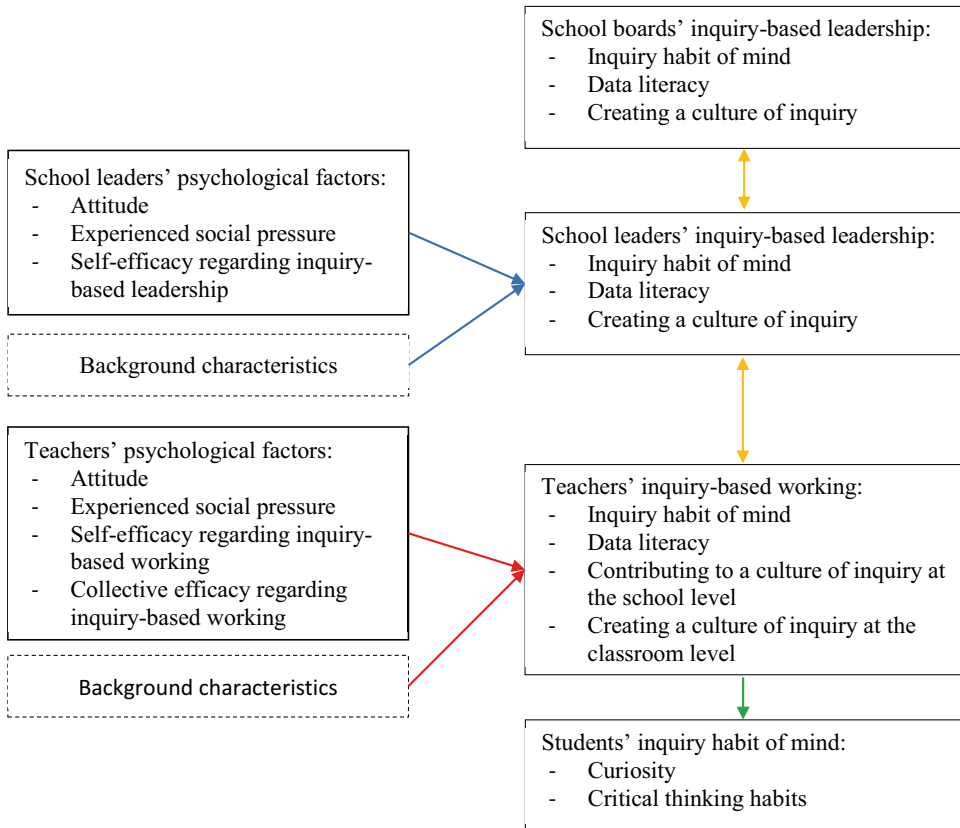 School boards’ inquiry-based leadership:
- Inquiry habit of mind
- Data literacy
- Creating a culture of inquiry
School leaders’ psychological factors:
- Attitude
- Experienced social pressure
- Self-efficacy regarding inquiry-
based leadership
School leaders’ inquiry-based leadership:
- Inquiry habit of mind
- Data literacy
- Creating a culture of inquiry
Background characteristics
Teachers’ psychological factors:
- Attitude
- Experienced social pressure
- Self-efficacy regarding inquiry-
based working
- Collective efficacy regarding
inquiry-based working
Teachers’ inquiry-based working:
- Inquiry habit of mind
- Data literacy
- Contributing to a culture of inquiry at
the school level
- Creating a culture of inquiry at the
classroom level
Background characteristics
Students’ inquiry habit of mind:
- Curiosity
- Critical thinking habits